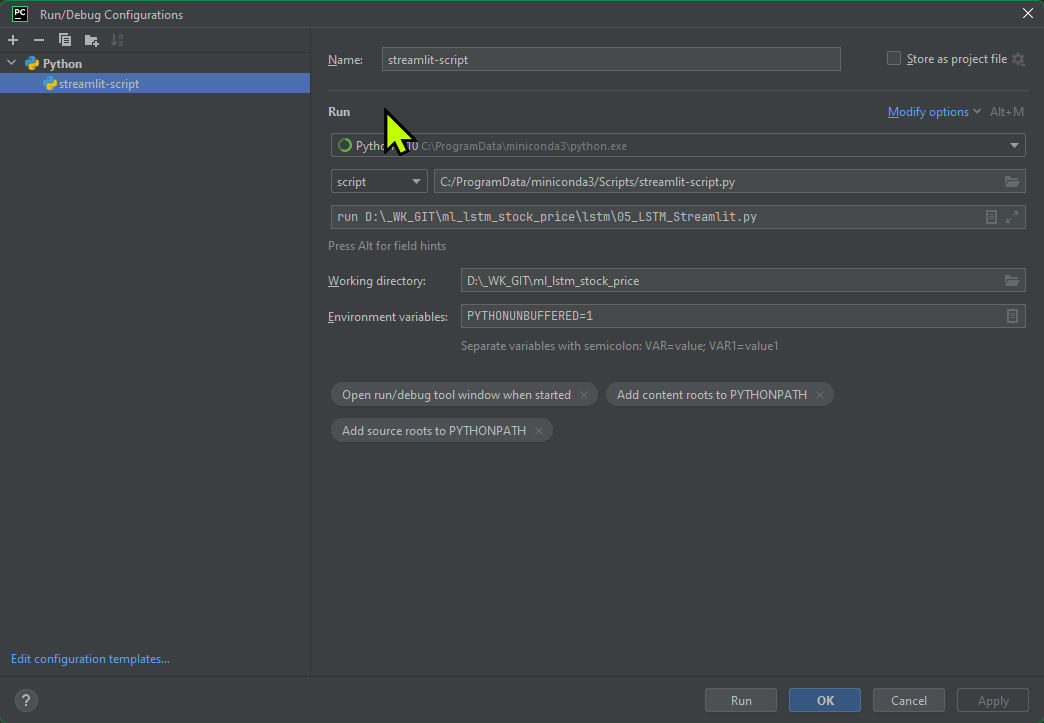 PC Run/Debug Configurations
Python
streamlit-script
Name: streamlit-script Store as project file
Run Modify options Alt+M
10 C:\ProgramData\miniconda3\python.exe
script C:/ProgramData/miniconda3/Scripts/streamlit-script.py
run D:\_WK_GIT\ml_lstm_stock_price\lstm\05_LSTM_Streamlit.py
Press Alt for field hints
Working directory: D:\_WK_GIT\ml_lstm_stock_price
Environment variables: PYTHONUNBUFFERED=1
Separate variables with semicolon: VAR=value; VAR1=value1
Open run/debug tool window when started × Add content roots to PYTHONPATH ×
Add source roots to PYTHONPATH ×
Edit configuration templates...
? Run OK Cancel Apply